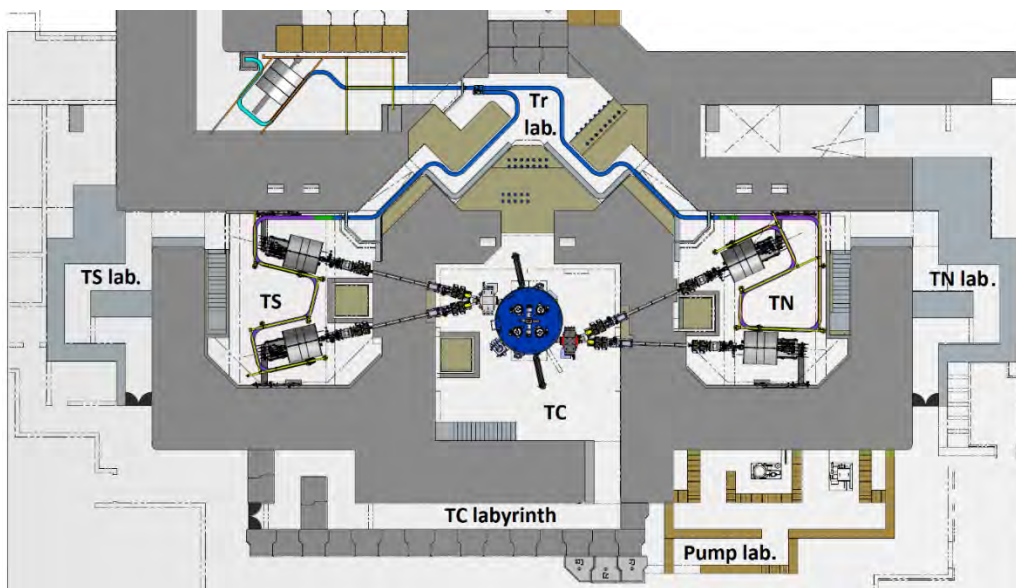 Tr
lab.
TS lab.
TS
TN
TN lab.
TC
TC labyrinth
Pump lab.